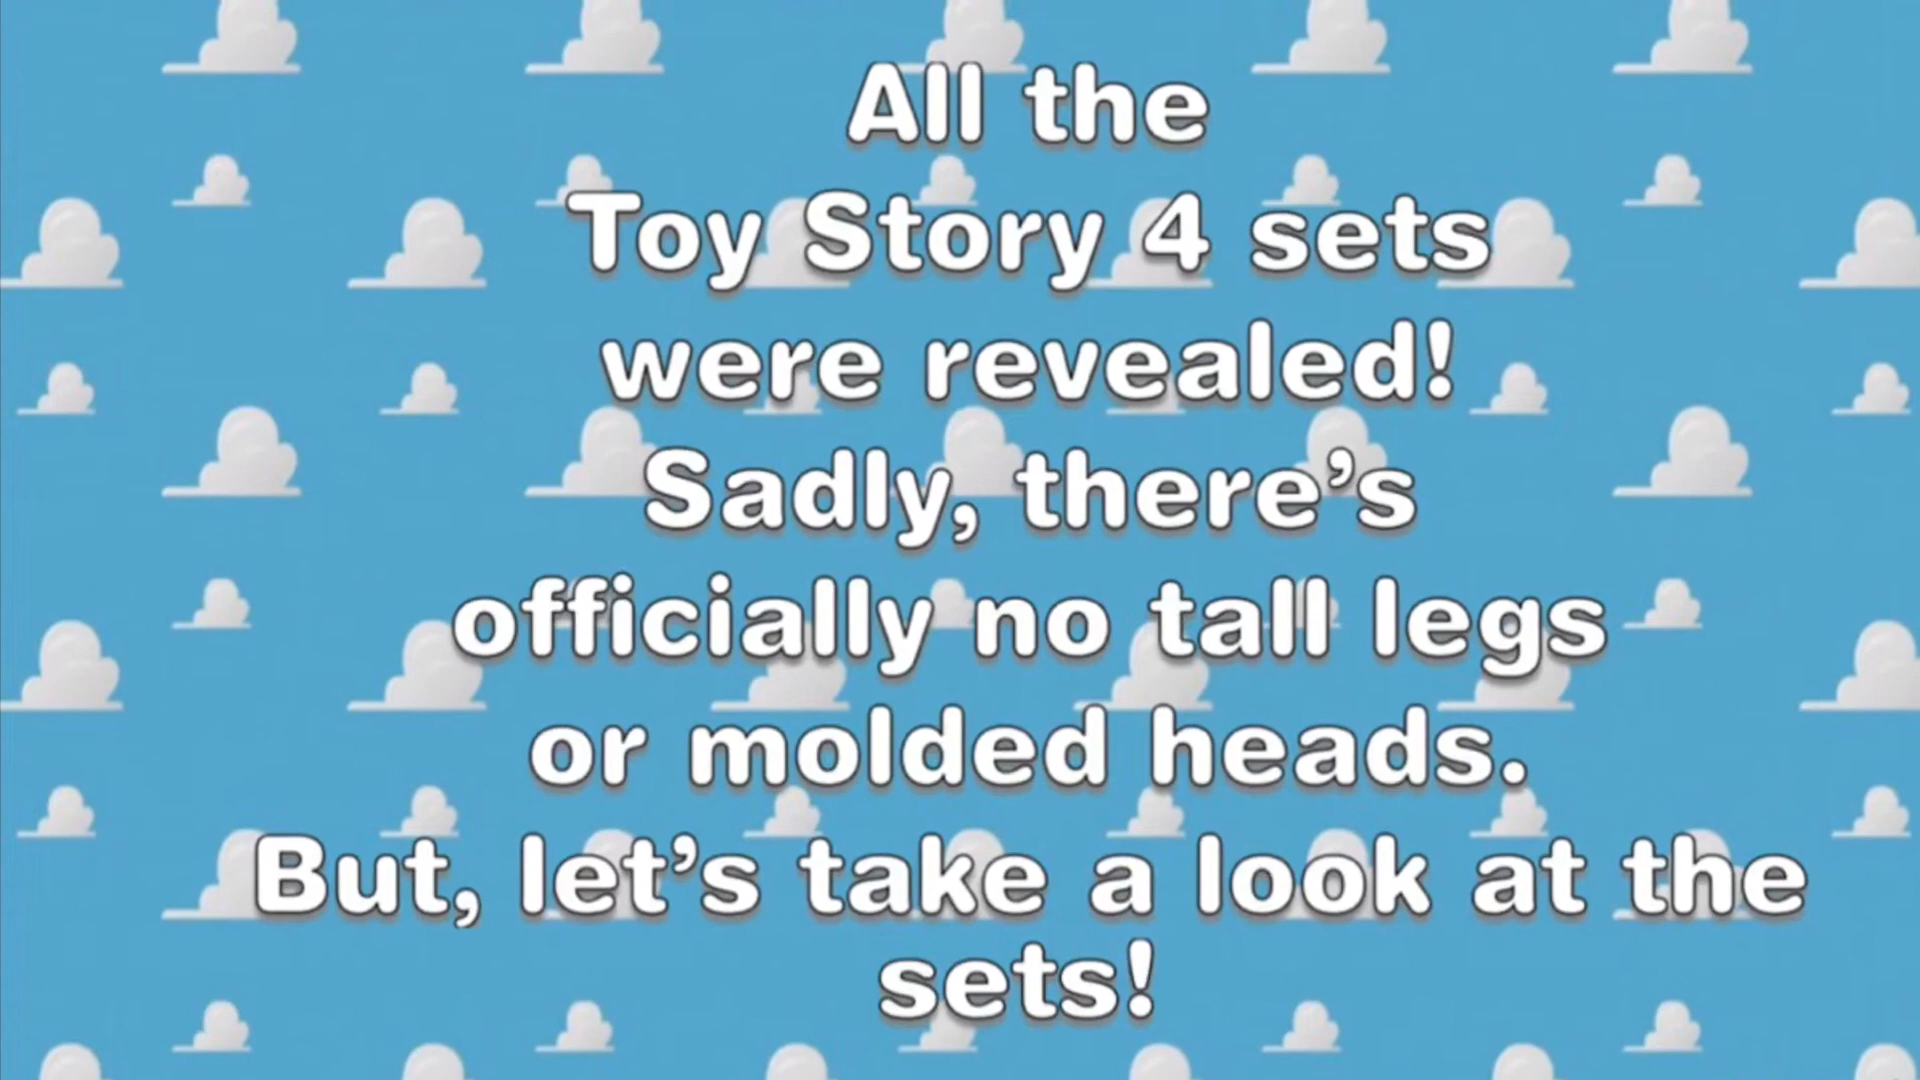 All the
Toy Story 4 sets
were revealed!
Sadly, there’s
officially no tall legs
or molded heads.
But, let’s take a look at the
sets!